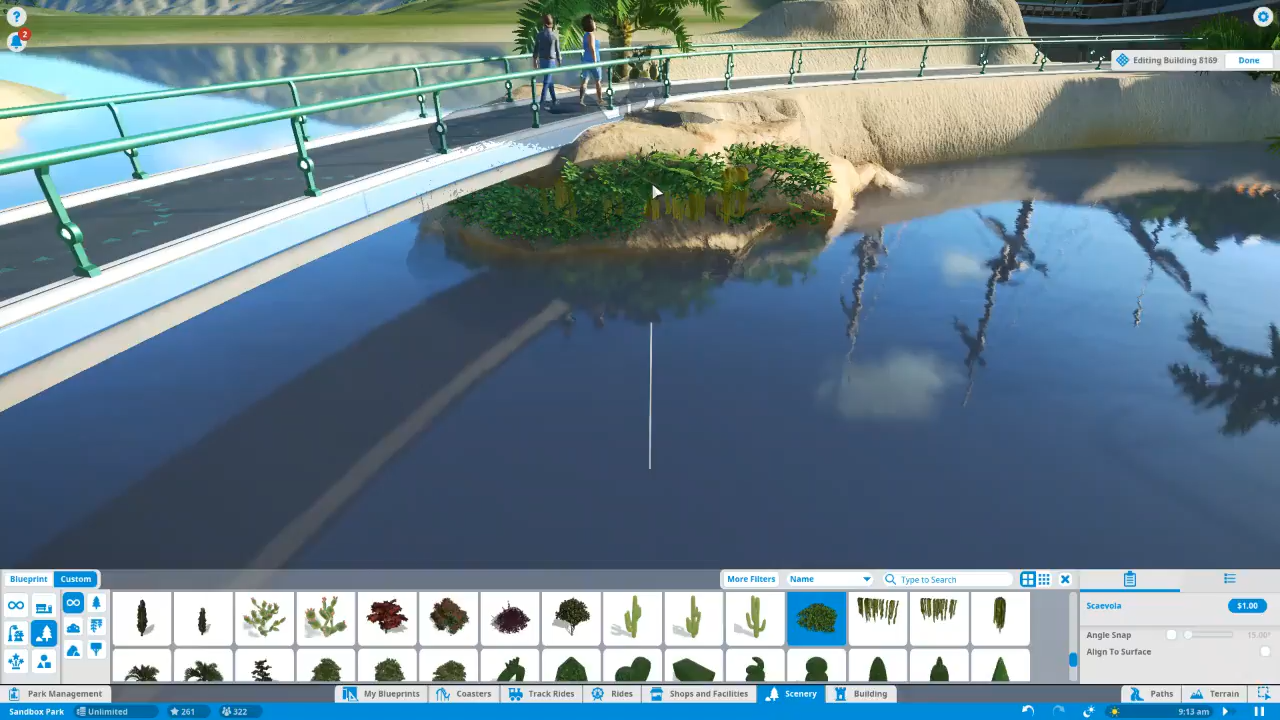 ?
2
Editing Building 8169 Done
Blueprint Custom More Filters Name Type to Search
Scaevola $1.00
Angle Snap 15.00°
Align To Surface
Park Management My Blueprints Coasters Track Rides Rides Shops and Facilities Scenery Building Paths Terrain
Sandbox Park Unlimited 261 322 9:13 am